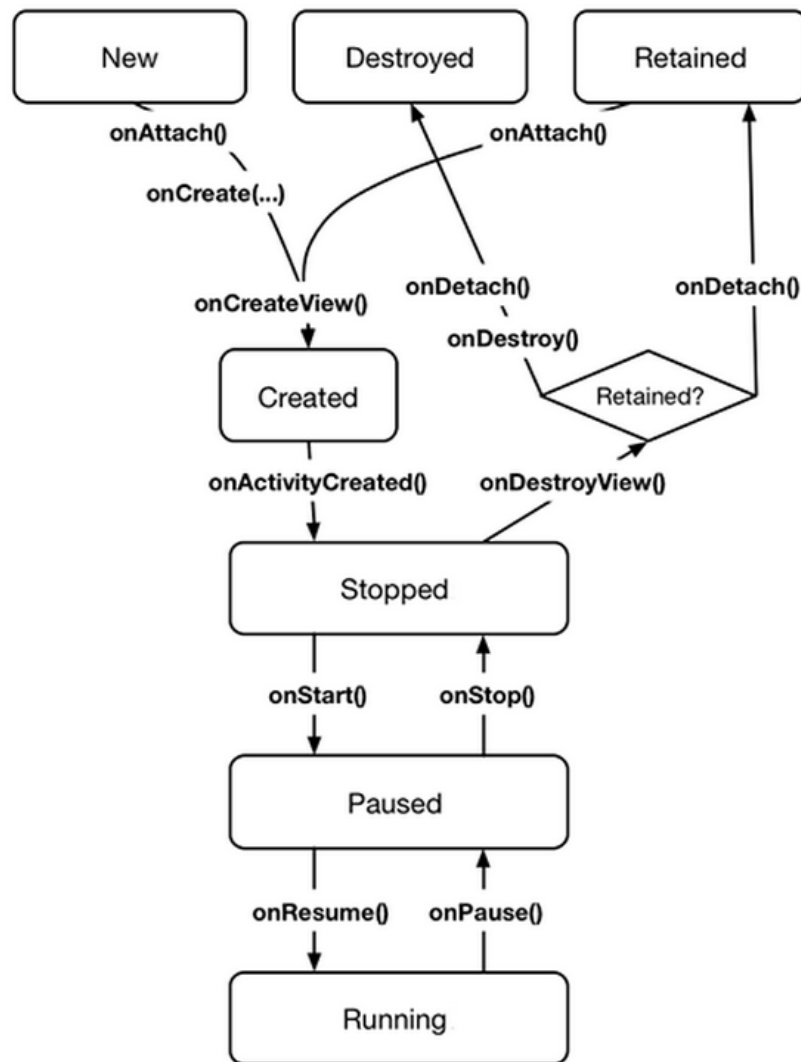 New
Destroyed
Retained
onAttach()
onAttach()
onCreate(...)
onDetach()
onDetach()
onCreateView()
onDestroy()
Created
Retained?
onActivityCreated()
onDestroyView()
Stopped
onStart()
onStop()
Paused
onResume()
onPause()
Running